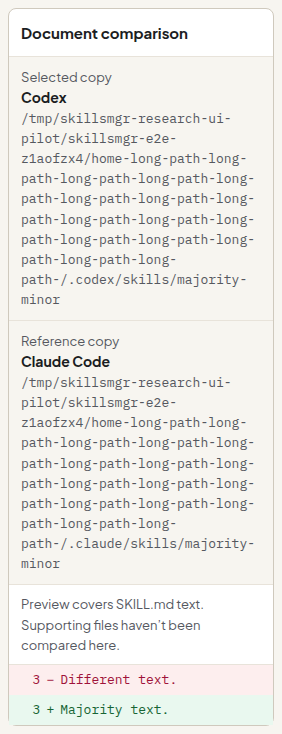 Document comparison
Selected copy
Codex
/tmp/skillsmgr-research-ui-
pilot/skillsmgr-e2e-
z1aofzx4/home-long-path-long-
path-long-path-long-path-long-
path-long-path-long-path-long-
path-long-path-long-path-long-
path-long-path-long-path-long-
path-long-path-long-
path-/.codex/skills/majority-
minor
Reference copy
Claude Code
/tmp/skillsmgr-research-ui-
pilot/skillsmgr-e2e-
z1aofzx4/home-long-path-long-
path-long-path-long-path-long-
path-long-path-long-path-long-
path-long-path-long-path-long-
path-long-path-long-path-long-
path-long-path-long-
path-/.claude/skills/majority-
minor
Preview covers SKILL.md text.
Supporting files haven’t been
compared here.
3 − Different text.
3 + Majority text.